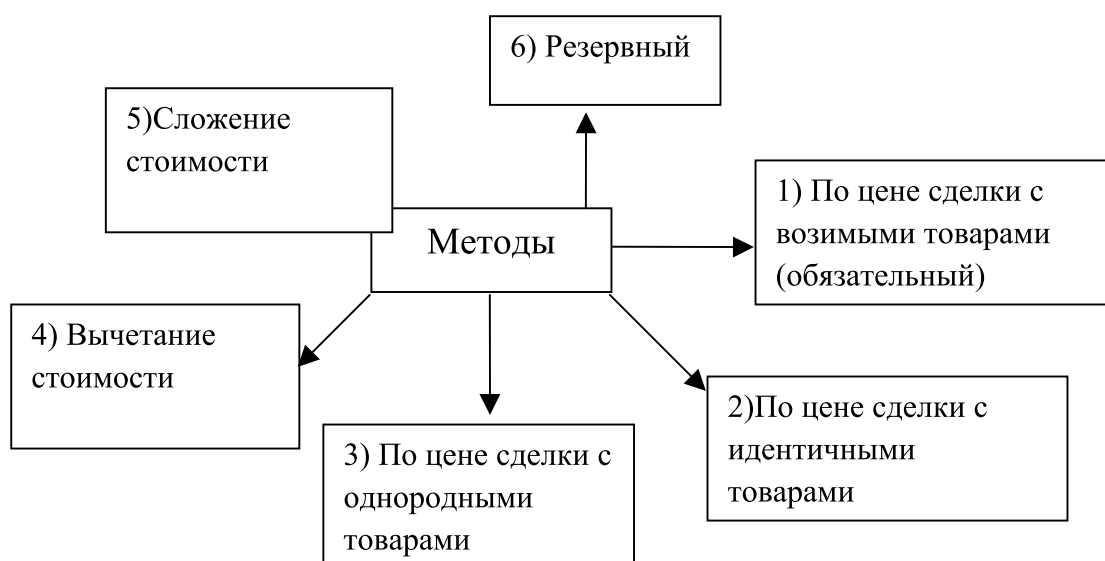 6) Резервный
5)Сложение
стоимости
1) По цене сделки с
возимыми товарами
(обязательный)
Методы
4) Вычетание
стоимости
2)По цене сделки с
идентичными
товарами
3) По цене сделки с
однородными
товарами